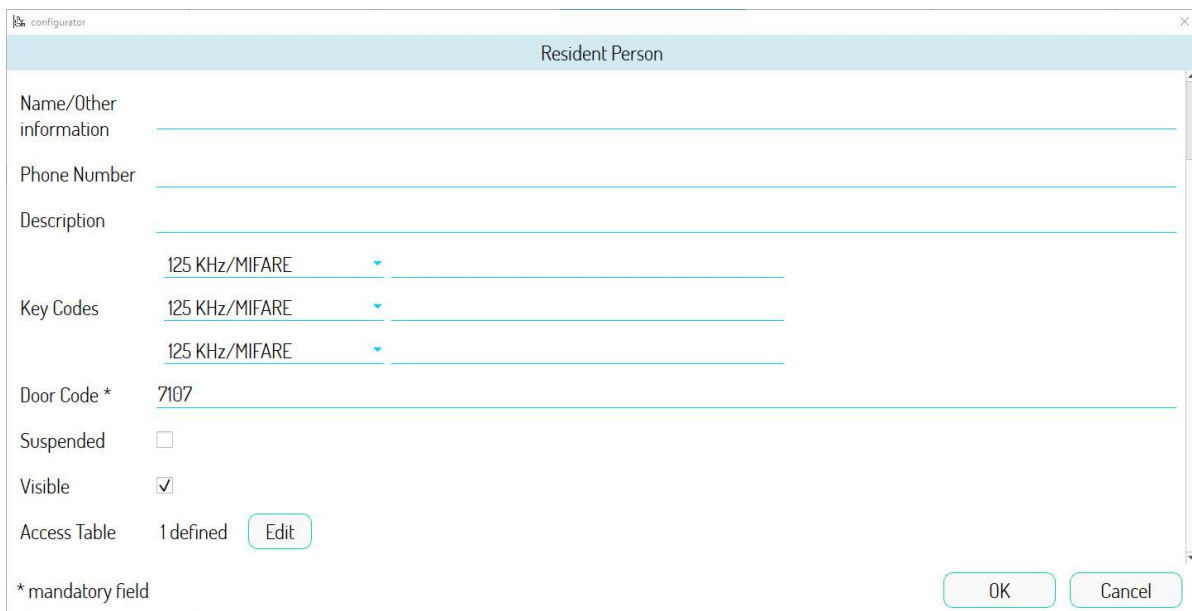 configurator
Resident Person
Name/Other
information
Phone Number
Description
Key Codes
125 KHz/MIFARE
125 KHz/MIFARE
125 KHz/MIFARE
Door Code * 7107
Suspended
Visible
Access Table 1 defined Edit
* mandatory field OK Cancel